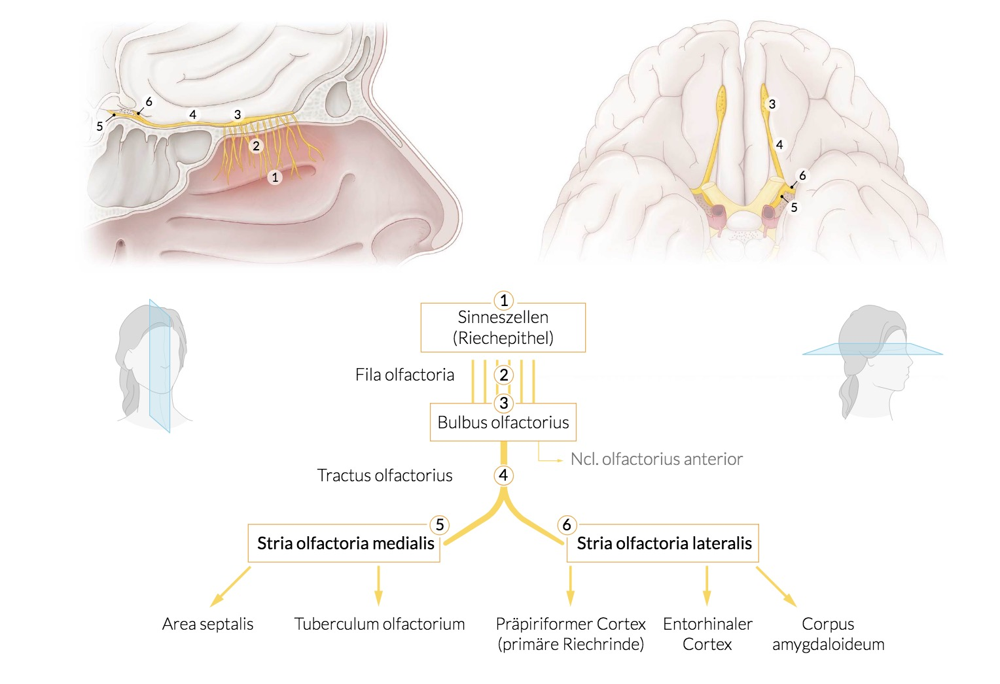 6
4
3
5
2
1
3
4
6
5
1
Sinneszellen
(Riechepithel)
Fila olfactoria
2
3
Bulbus olfactorius
Ncl. olfactorius anterior
Tractus olfactorius
4
5
6
Stria olfactoria medialis
Stria olfactoria lateralis
Area septalis
Tuberculum olfactorium
Präpiriformer Cortex
(primäre Riechrinde)
Entorhinaler
Cortex
Corpus
amygdaloideum